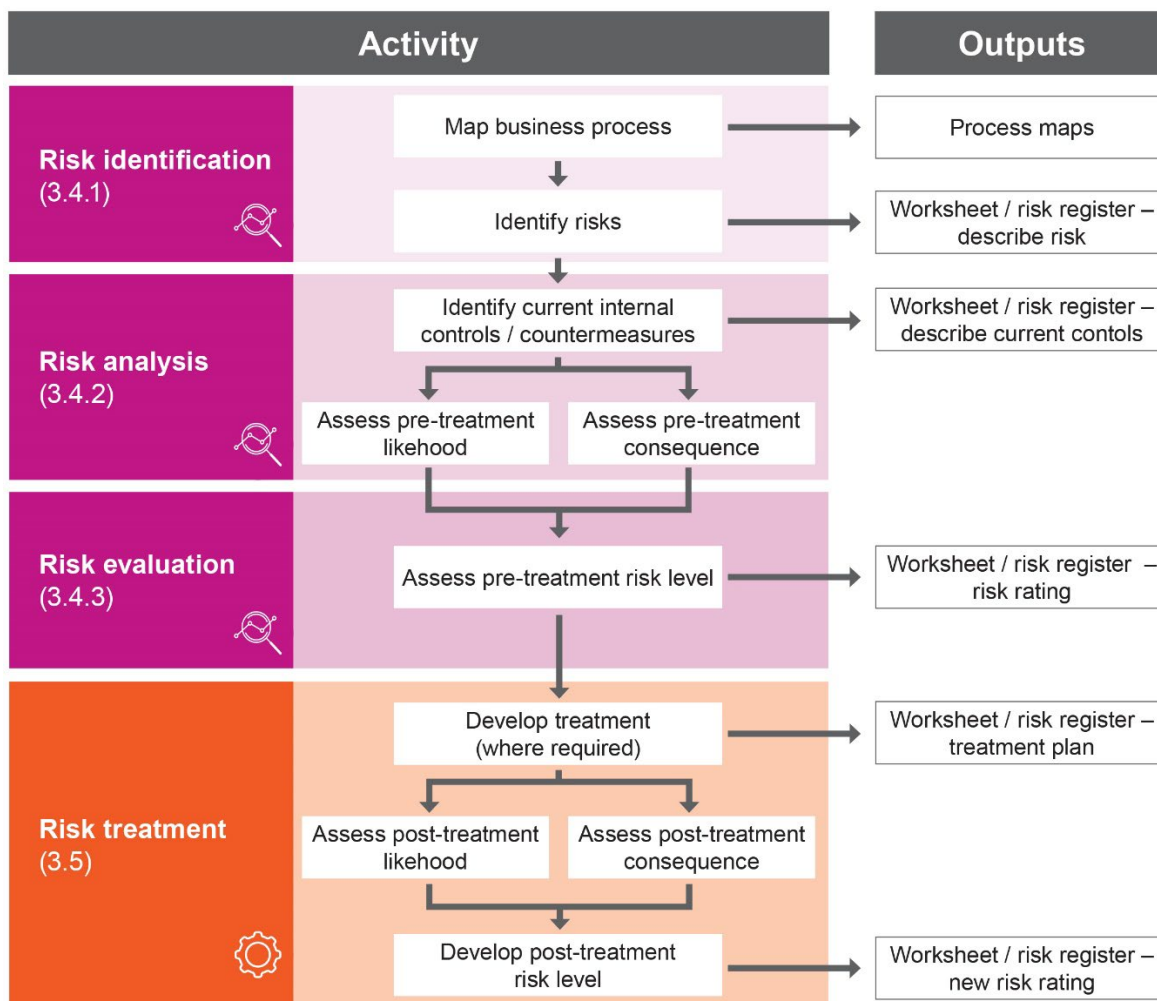 Activity
Outputs
Risk identification
(3.4.1)
Map business process
Process maps
Identify risks
Worksheet / risk register –
describe risk
Risk analysis
(3.4.2)
Identify current internal
controls / countermeasures
Worksheet / risk register –
describe current contols
Assess pre-treatment
likehood
Assess pre-treatment
consequence
Risk evaluation
(3.4.3)
Assess pre-treatment risk level
Worksheet / risk register –
risk rating
Risk treatment
(3.5)
Develop treatment
(where required)
Worksheet / risk register –
treatment plan
Assess post-treatment
likehood
Assess post-treatment
consequence
Develop post-treatment
risk level
Worksheet / risk register –
new risk rating